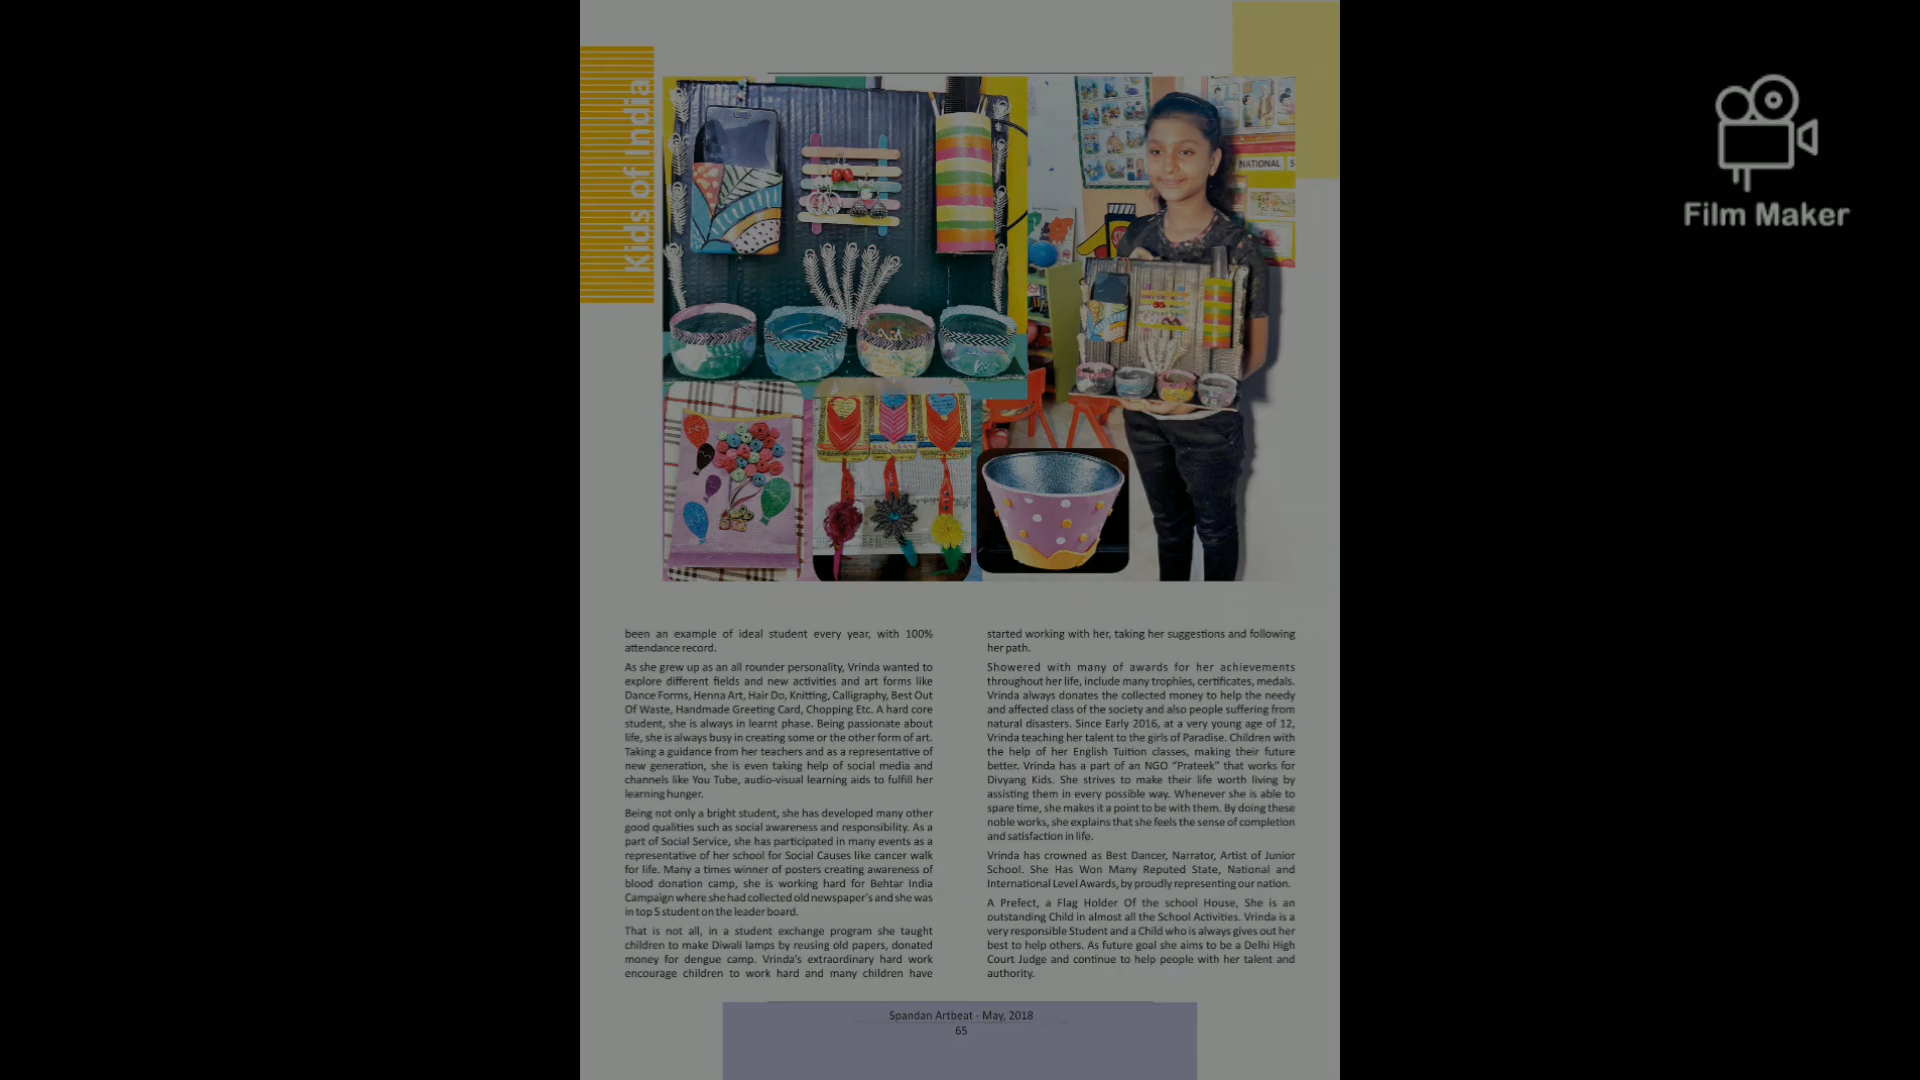 Kids of India
NATIONAL S
been an example of ideal student every year, with 100%
attendance record.
As she grew up as an all rounder personality, Vrinda wanted to
explore different fields and new activities and art forms like
Dance Forms, Henna Art, Hair Do, Knitting, Calligraphy, Best Out
Of Waste, Handmade Greeting Card, Chopping Etc. A hard core
student, she is always in learnt phase. Being passionate about
life, she is always busy in creating some or the other form of art.
Taking a guidance from her teachers and as a representative of
new generation, she is even taking help of social media and
channels like You Tube, audio-visual learning aids to fulfill her
learning hunger.
Being not only a bright student, she has developed many other
good qualities such as social awareness and responsibility. As a
part of Social Service, she has participated in many events as a
representative of her school for Social Causes like cancer walk
for life. Many a times winner of posters creating awareness of
blood donation camp, she is working hard for Behtar India
Campaign where she had collected old newspaper's and she was
in top 5 student on the leader board.
That is not all, in a student exchange program she taught
children to make Diwali lamps by reusing old papers, donated
money for dengue camp. Vrinda's extraordinary hard work
encourage children to work hard and many children have
started working with her, taking her suggestions and following
her path.
Showered with many of awards for her achievements
throughout her life, include many trophies, certificates, medals.
Vrinda always donates the collected money to help the needy
and affected class of the society and also people suffering from
natural disasters. Since Early 2016, at a very young age of 12,
Vrinda teaching her talent to the girls of Paradise. Children with
the help of her English Tuition classes, making their future
better. Vrinda has a part of an NGO "Prateek" that works for
Divyang Kids. She strives to make their life worth living by
assisting them in every possible way. Whenever she is able to
spare time, she makes it a point to be with them. By doing these
noble works, she explains that she feels the sense of completion
and satisfaction in life.
Vrinda has crowned as Best Dancer, Narrator, Artist of Junior
School. She Has Won Many Reputed State, National and
International Level Awards, by proudly representing our nation.
A Prefect, a Flag Holder Of the school House, She is an
outstanding Child in almost all the School Activities. Vrinda is a
very responsible Student and a Child who is always gives out her
best to help others. As future goal she aims to be a Delhi High
Court Judge and continue to help people with her talent and
authority.
Spandan Artbeat - May, 2018
65
Film Maker